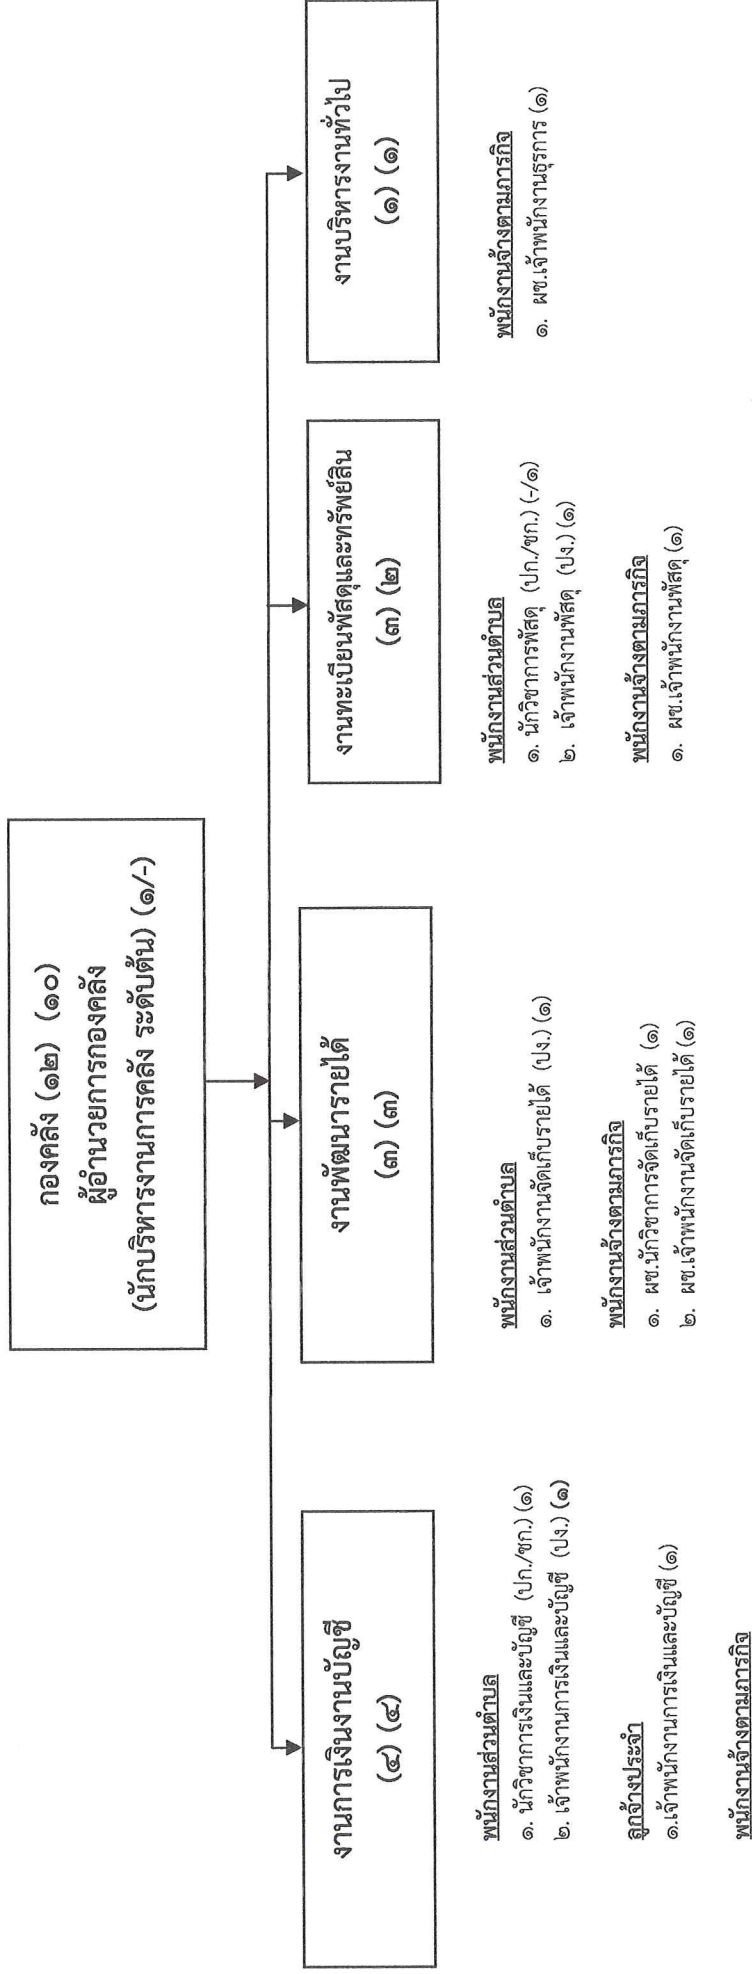 กองคลัง (๑๒) (๑๐)
ผู้อำนวยการกองคลัง
(นักบริหารงานการคลัง ระดับต้น) (๑/-)
งานการเงินงานบัญชี
(๔) (๔)
พนักงานส่วนตำบล
๑. นักวิชาการเงินและบัญชี (ปก./ชก.) (๑)
๒. เจ้าพนักงานการเงินและบัญชี (ปง.) (๑)
ลูกจ้างประจำ
๑.เจ้าพนักงานการเงินและบัญชี (๑)
พนักงานจ้างตามภารกิจ
งานพัฒนารายได้
(๓) (๓)
พนักงานส่วนตำบล
๑. เจ้าพนักงานจัดเก็บรายได้ (ปง.) (๑)
พนักงานจ้างตามภารกิจ
๑. ผช.นักวิชาการจัดเก็บรายได้ (๑)
๒. ผช.เจ้าพนักงานจัดเก็บรายได้ (๑)
งานทะเบียนพัสดุและทรัพย์สิน
(๓) (๒)
พนักงานส่วนตำบล
๑. นักวิชาการพัสดุ (ปก./ชก.) (-/๑)
๒. เจ้าพนักงานพัสดุ (ปง.) (๑)
พนักงานจ้างตามภารกิจ
๑. ผช.เจ้าพนักงานพัสดุ (๑)
งานบริหารงานทั่วไป
(๑) (๑)
พนักงานจ้างตามภารกิจ
๑. ผช.เจ้าพนักงานธุรการ (๑)